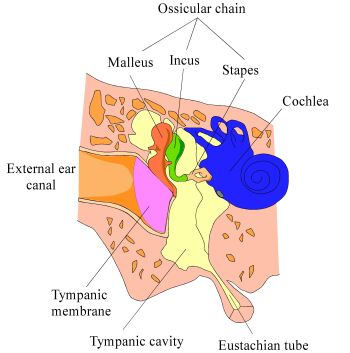 Ossicular chain
Malleus
Incus
Stapes
Cochlea
External ear
canal
Tympanic
membrane
Tympanic cavity
Eustachian tube